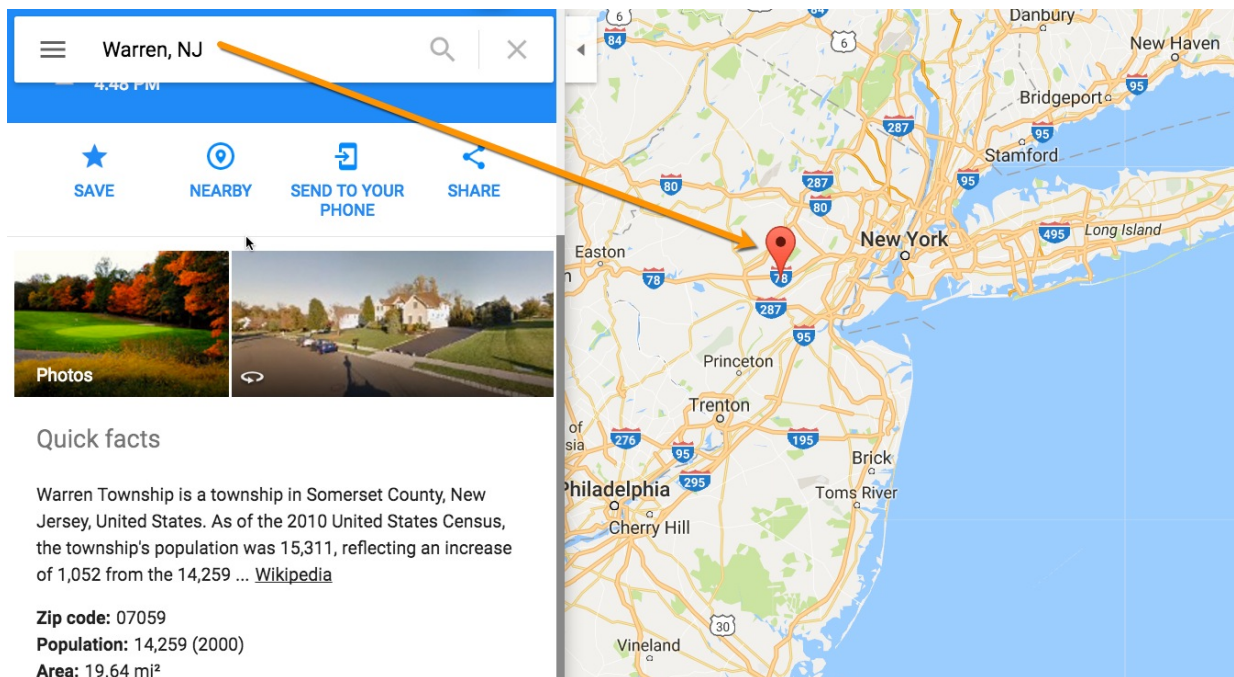 Warren, NJ
4:48 PM
SAVE
NEARBY
SEND TO YOUR
PHONE
SHARE
Photos
Quick facts
Warren Township is a township in Somerset County, New
Jersey, United States. As of the 2010 United States Census,
the township's population was 15,311, reflecting an increase
of 1,052 from the 14,259 ... Wikipedia
Zip code: 07059
Population: 14,259 (2000)
Area: 19.64 mi²
6
84
84
Danbury
6
New Haven
95
Bridgeport
287
95
Stamford
80
287
95
80
New York
495
Long Island
Easton
78
78
287
95
Princeton
Trenton
of
sia
276
95
195
Brick
295
Philadelphia
Toms River
Cherry Hill
30
Vineland